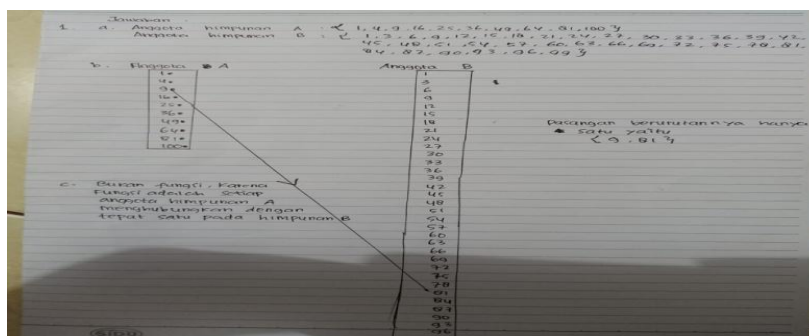 Jawaban
1. a. Anggota himpunan A : { 1, 4, 9, 16, 25, 36, 49, 64, 81, 100 }
Anggota himpunan B : { 1, 3, 6, 9, 12, 15, 18, 21, 24, 27, 30, 33, 36, 39, 42,
45, 48, 51, 54, 57, 60, 63, 66, 69, 72, 75, 78, 81,
84, 87, 90, 93, 96, 99 }
b. Anggota A
1
4
9
16
25
36
49
64
81
100
Anggota B
1
3
6
9
12
15
18
21
24
27
30
33
36
39
42
45
48
51
54
57
60
63
66
69
72
75
78
81
84
87
90
93
96
Pasangan berurutannya hanya
satu yaitu
{ 9, 81 }
c. Bukan fungsi. Karena
fungsi adalah setiap
anggota himpunan A
menghubungkan dengan
tepat satu pada himpunan B
SIDU